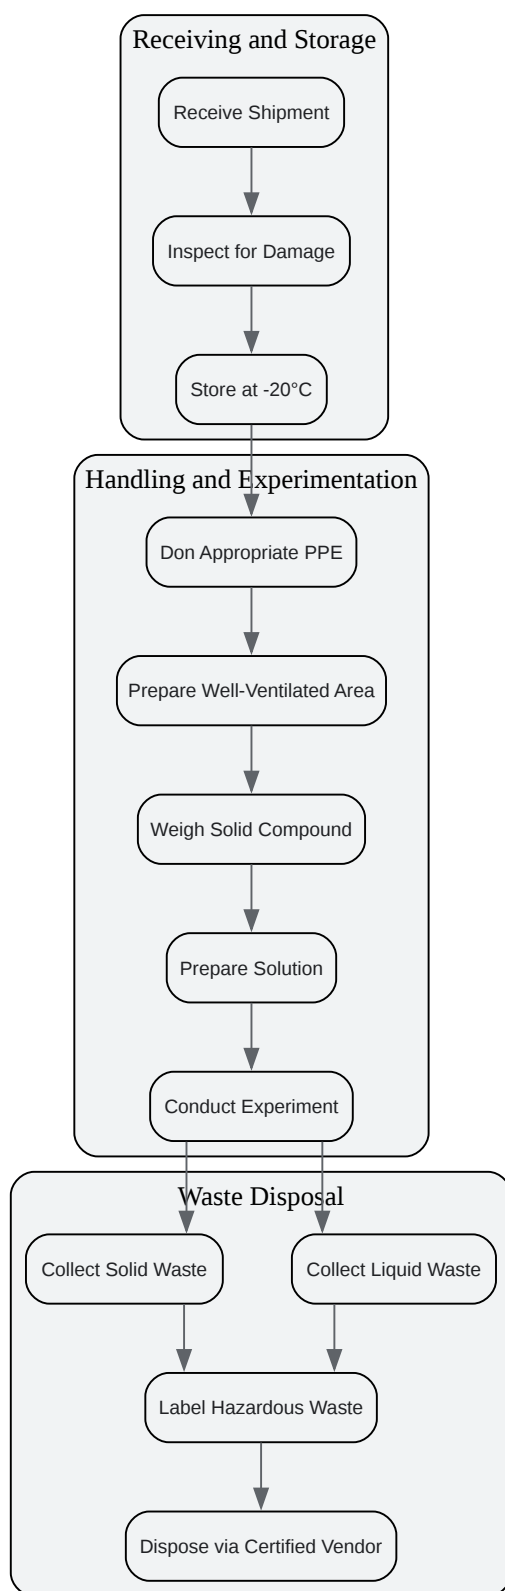 Receiving and Storage
Receive Shipment
Inspect for Damage
Store at -20°C
Handling and Experimentation
Don Appropriate PPE
Prepare Well-Ventilated Area
Weigh Solid Compound
Prepare Solution
Conduct Experiment
Waste Disposal
Collect Solid Waste
Collect Liquid Waste
Label Hazardous Waste
Dispose via Certified Vendor